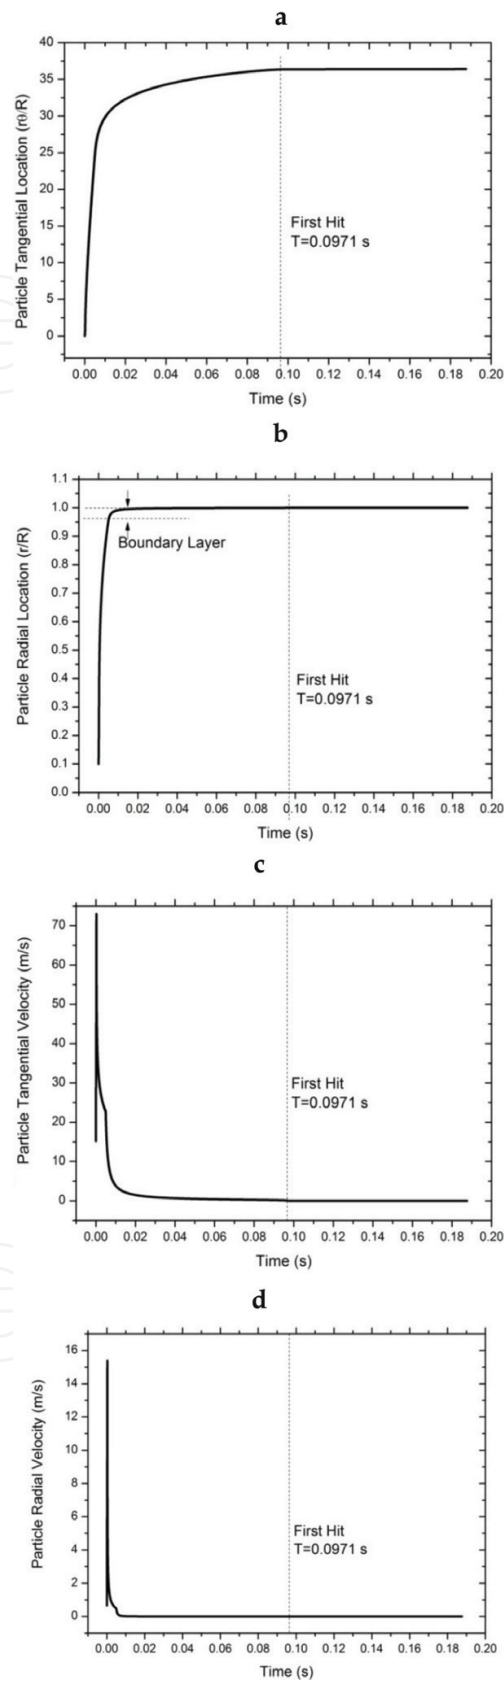 a
40
35
30
25
20
15
10
5
0
Particle Tangential Location (rθ/R)
First Hit
T=0.0971 s
0.00 0.02 0.04 0.06 0.08 0.10 0.12 0.14 0.16 0.18 0.20
Time (s)
b
1.1
1.0
0.9
0.8
0.7
0.6
0.5
0.4
0.3
0.2
0.1
0.0
Particle Radial Location (r/R)
Boundary Layer
First Hit
T=0.0971 s
0.00 0.02 0.04 0.06 0.08 0.10 0.12 0.14 0.16 0.18 0.20
Time (s)
c
70
60
50
40
30
20
10
0
Particle Tangential Velocity (m/s)
First Hit
T=0.0971 s
0.00 0.02 0.04 0.06 0.08 0.10 0.12 0.14 0.16 0.18 0.20
Time (s)
d
16
14
12
10
8
6
4
2
0
Particle Radial Velocity (m/s)
First Hit
T=0.0971 s
0.00 0.02 0.04 0.06 0.08 0.10 0.12 0.14 0.16 0.18 0.20
Time (s)